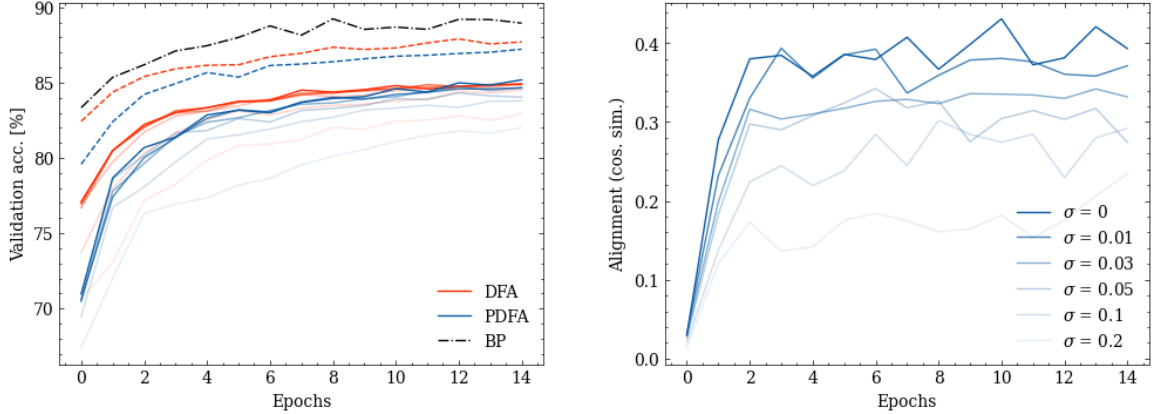 90
85
80
75
70
Validation acc. [%]
0 2 4 6 8 10 12 14
Epochs
DFA
PDFA
BP
0.4
0.3
0.2
0.1
0.0
Alignment (cos. sim.)
0 2 4 6 8 10 12 14
Epochs
σ = 0
σ = 0.01
σ = 0.03
σ = 0.05
σ = 0.1
σ = 0.2